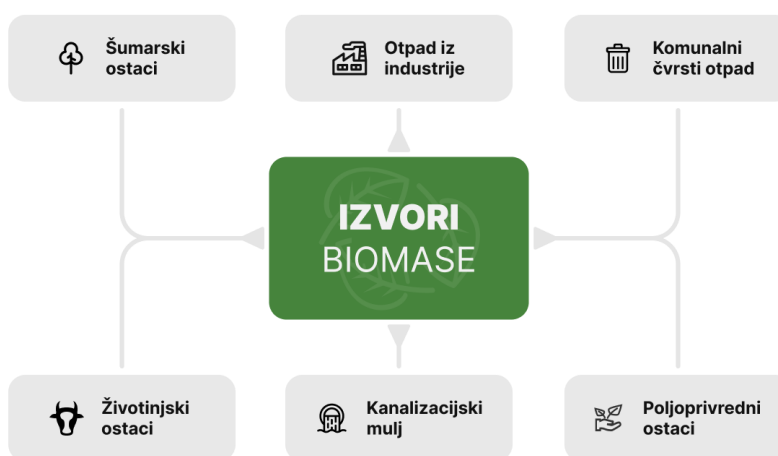 Šumarski
ostaci
Otpad iz
industrije
Komunalni
čvrsti otpad
IZVORI
BIOMASE
Životinjski
ostaci
Kanalizacijski
mulj
Poljoprivredni
ostaci